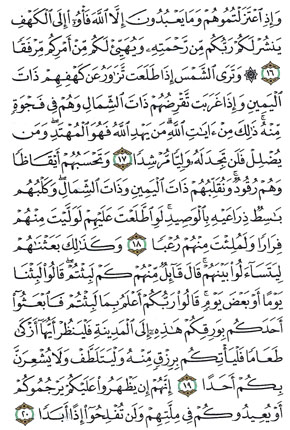 وَإِذِ ٱعْتَزَلْتُمُوهُمْ وَمَا يَعْبُدُونَ إِلَّا ٱللَّهَ فَأْوُۥٓا۟ إِلَى ٱلْكَهْفِ
يَنشُرْ لَكُمْ رَبُّكُم مِّن رَّحْمَتِهِۦ وَيُهَيِّئْ لَكُم مِّنْ أَمْرِكُم مِّرْفَقًا
١٦ ۞ وَتَرَى ٱلشَّمْسَ إِذَا طَلَعَت تَّزَٰوَرُ عَن كَهْفِهِمْ ذَاتَ
ٱلْيَمِينِ وَإِذَا غَرَبَت تَّقْرِضُهُمْ ذَاتَ ٱلشِّمَالِ وَهُمْ فِى فَجْوَةٍ
مِّنْهُ ۚ ذَٰلِكَ مِنْ ءَايَٰتِ ٱللَّهِ ۗ مَن يَهْدِ ٱللَّهُ فَهُوَ ٱلْمُهْتَدِ ۖ وَمَن
يُضْلِلْ فَلَن تَجِدَ لَهُۥ وَلِيًّا مُّرْشِدًا ١٧ وَتَحْسَبُهُمْ أَيْقَاظًا
وَهُمْ رُقُودٌ ۚ وَنُقَلِّبُهُمْ ذَاتَ ٱلْيَمِينِ وَذَاتَ ٱلشِّمَالِ ۖ وَكَلْبُهُم
بَٰسِطٌ ذِرَاعَيْهِ بِٱلْوَصِيدِ ۚ لَوِ ٱطَّلَعْتَ عَلَيْهِمْ لَوَلَّيْتَ مِنْهُمْ
فِرَارًا وَلَمُلِئْتَ مِنْهُمْ رُعْبًا ١٨ وَكَذَٰلِكَ بَعَثْنَٰهُمْ
لِيَتَسَآءَلُوا۟ بَيْنَهُمْ ۚ قَالَ قَآئِلٌ مِّنْهُمْ كَمْ لَبِثْتُمْ ۖ قَالُوا۟ لَبِثْنَا
يَوْمًا أَوْ بَعْضَ يَوْمٍ ۚ قَالُوا۟ رَبُّكُمْ أَعْلَمُ بِمَا لَبِثْتُمْ فَٱبْعَثُوٓا۟
أَحَدَكُم بِوَرِقِكُمْ هَٰذِهِۦٓ إِلَى ٱلْمَدِينَةِ فَلْيَنظُرْ أَيُّهَآ أَزْكَىٰ
طَعَامًا فَلْيَأْتِكُم بِرِزْقٍ مِّنْهُ وَلْيَتَلَطَّفْ وَلَا يُشْعِرَنَّ
بِكُمْ أَحَدًا ١٩ إِنَّهُمْ إِن يَظْهَرُوا۟ عَلَيْكُمْ يَرْجُمُوكُمْ
أَوْ يُعِيدُوكُمْ فِى مِلَّتِهِمْ وَلَن تُفْلِحُوٓا۟ إِذًا أَبَدًا ٢٠